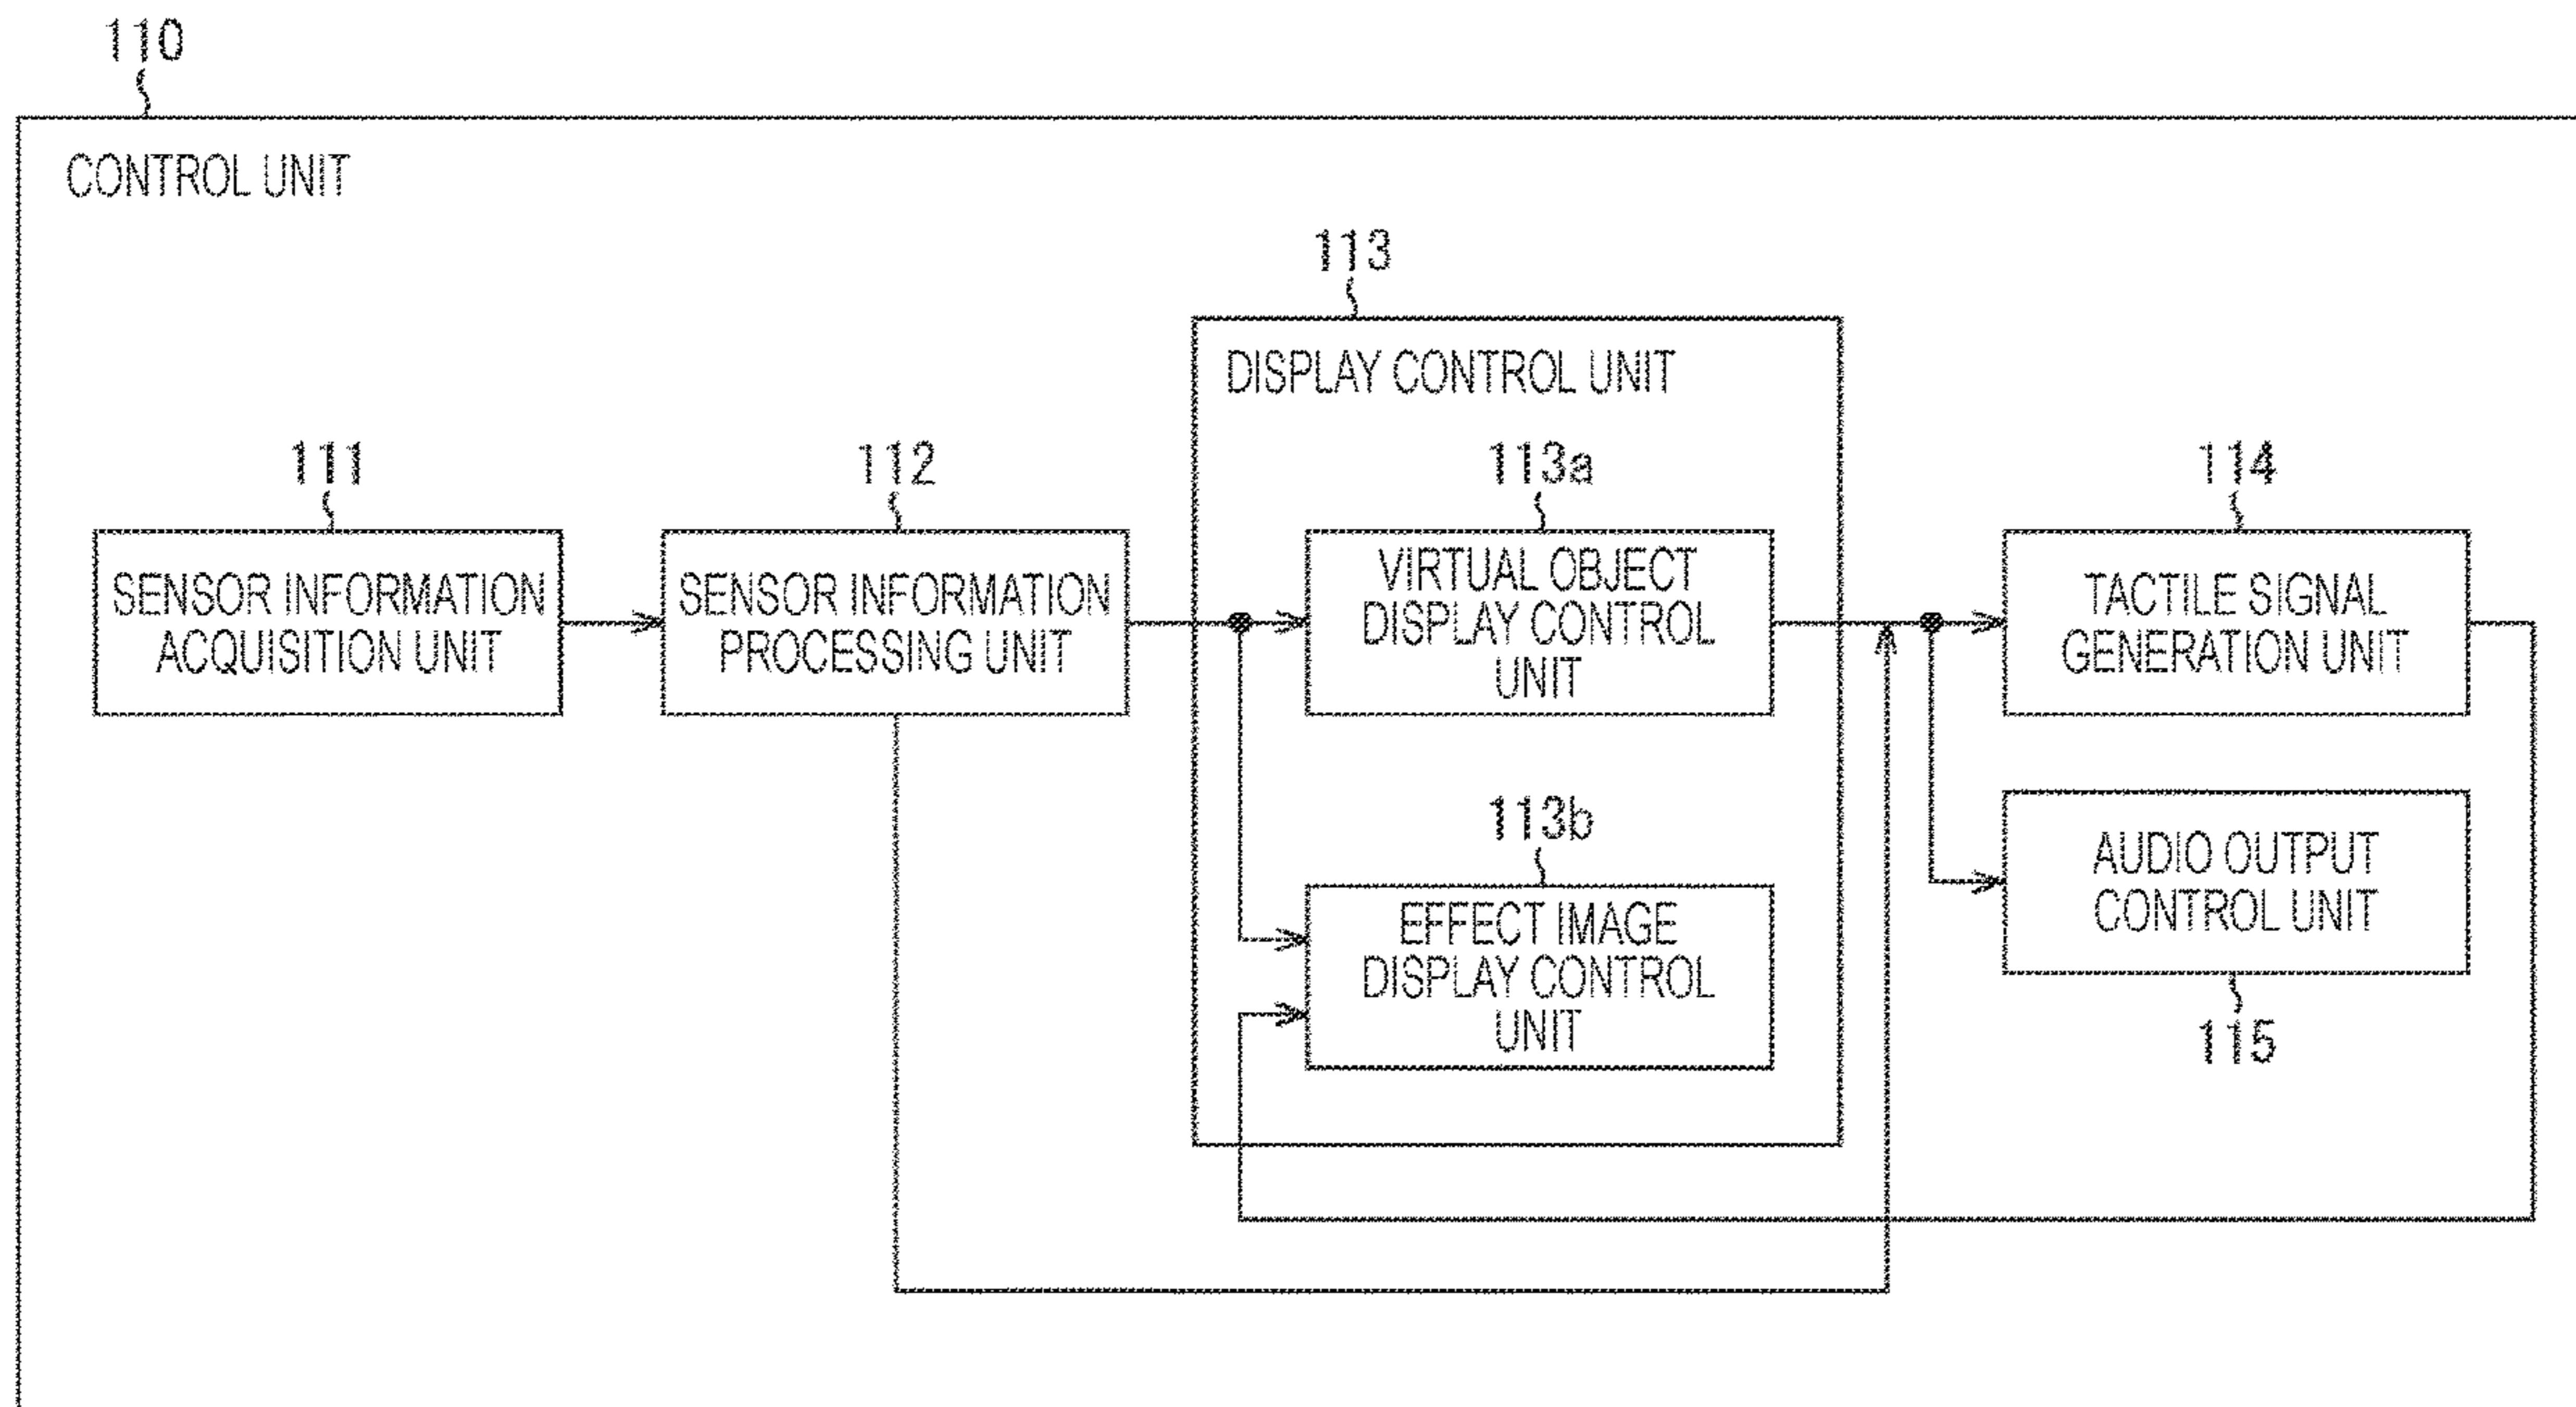 110
CONTROL UNIT
113
DISPLAY CONTROL UNIT
111
112
113a
114
SENSOR INFORMATION
ACQUISITION UNIT
SENSOR INFORMATION
PROCESSING UNIT
VIRTUAL OBJECT
DISPLAY CONTROL
UNIT
TACTILE SIGNAL
GENERATION UNIT
113b
EFFECT IMAGE
DISPLAY CONTROL
UNIT
AUDIO OUTPUT
CONTROL UNIT
115